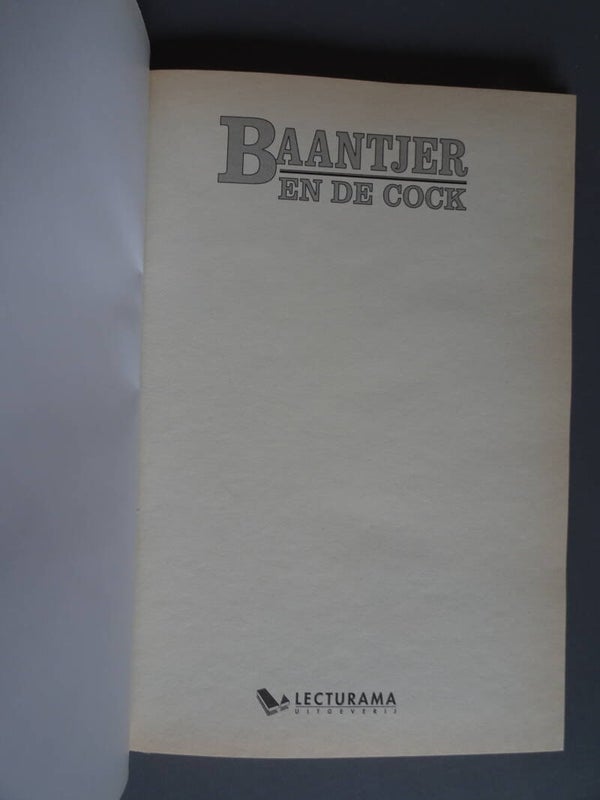 BAANTJER
EN DE COCK
LECTURAMA
UITGEVERIJ